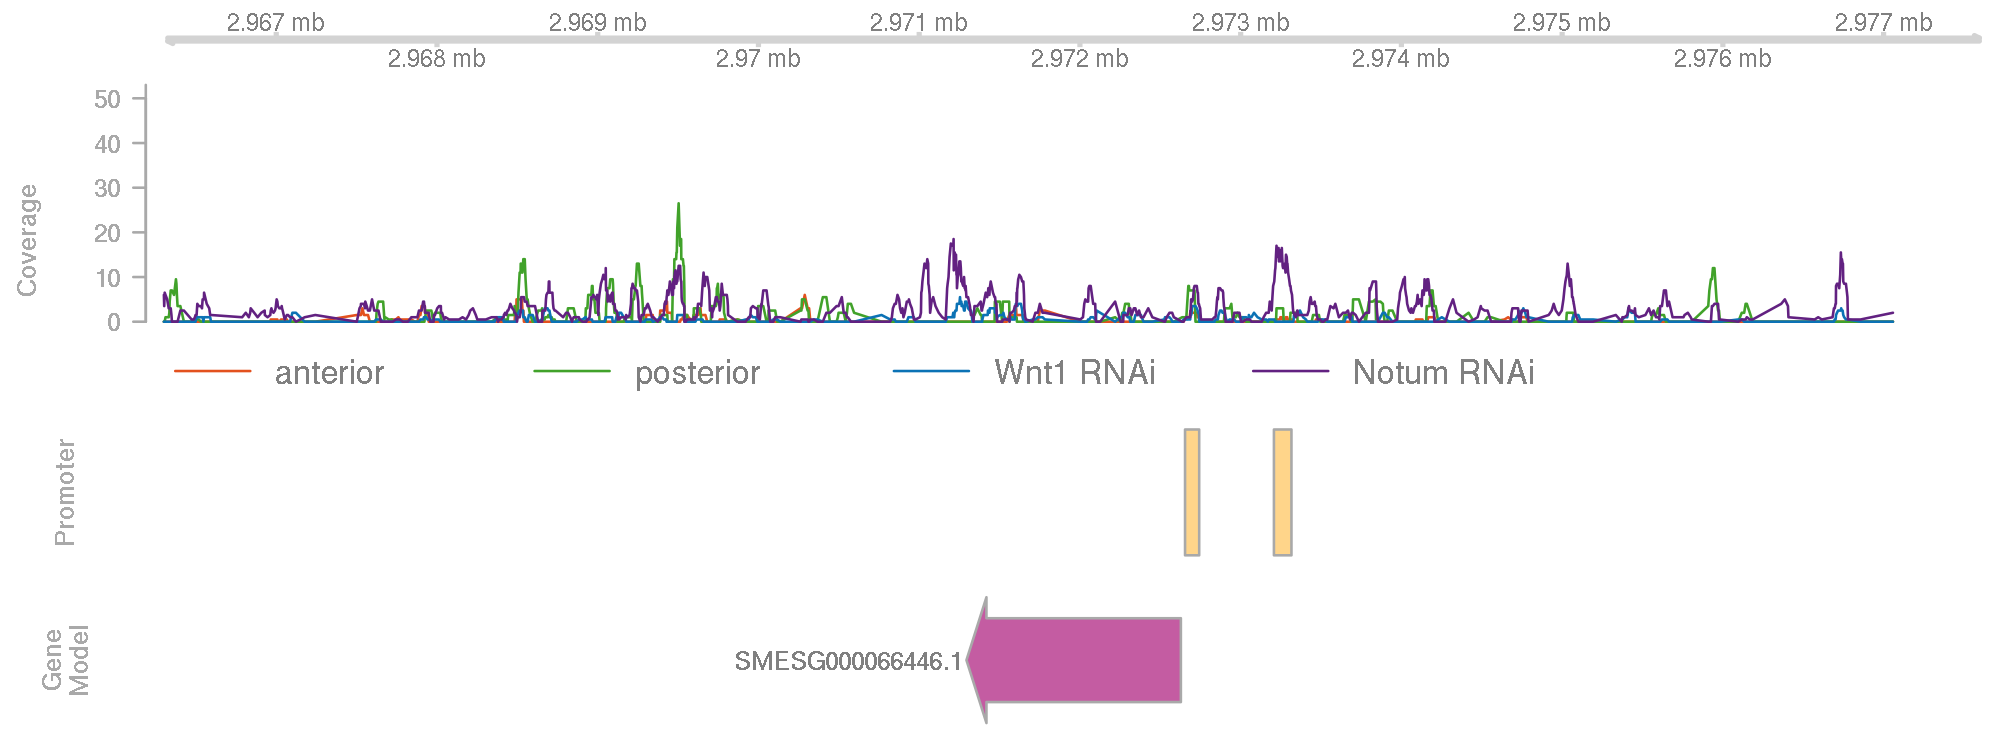 2.967 mb 2.969 mb 2.971 mb 2.973 mb 2.975 mb 2.977 mb
2.968 mb 2.97 mb 2.972 mb 2.974 mb 2.976 mb
Coverage
50
40
30
20
10
0
anterior posterior Wnt1 RNAi Notum RNAi
Promoter
Gene
Model
SMESG000066446.1